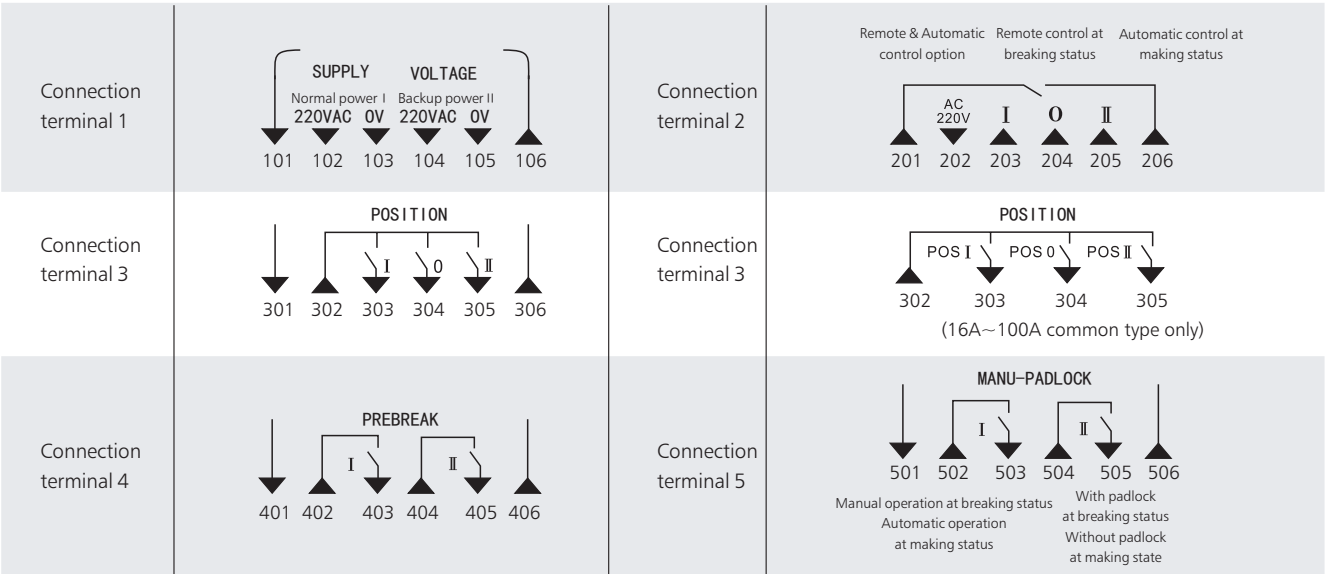 Connection
terminal 1
SUPPLY VOLTAGE
Normal power I Backup power II
220VAC 0V 220VAC 0V
101 102 103 104 105 106
Connection
terminal 2
Remote & Automatic Remote control at Automatic control at
control option breaking status making status
AC
220V I O II
201 202 203 204 205 206
Connection
terminal 3
POSITION
I 0 II
301 302 303 304 305 306
Connection
terminal 3
POSITION
POS I POS 0 POS II
302 303 304 305
(16A~100A common type only)
Connection
terminal 4
PREBREAK
I II
401 402 403 404 405 406
Connection
terminal 5
MANU-PADLOCK
I II
501 502 503 504 505 506
Manual operation at breaking status
Automatic operation
at making status
With padlock
at breaking status
Without padlock
at making state